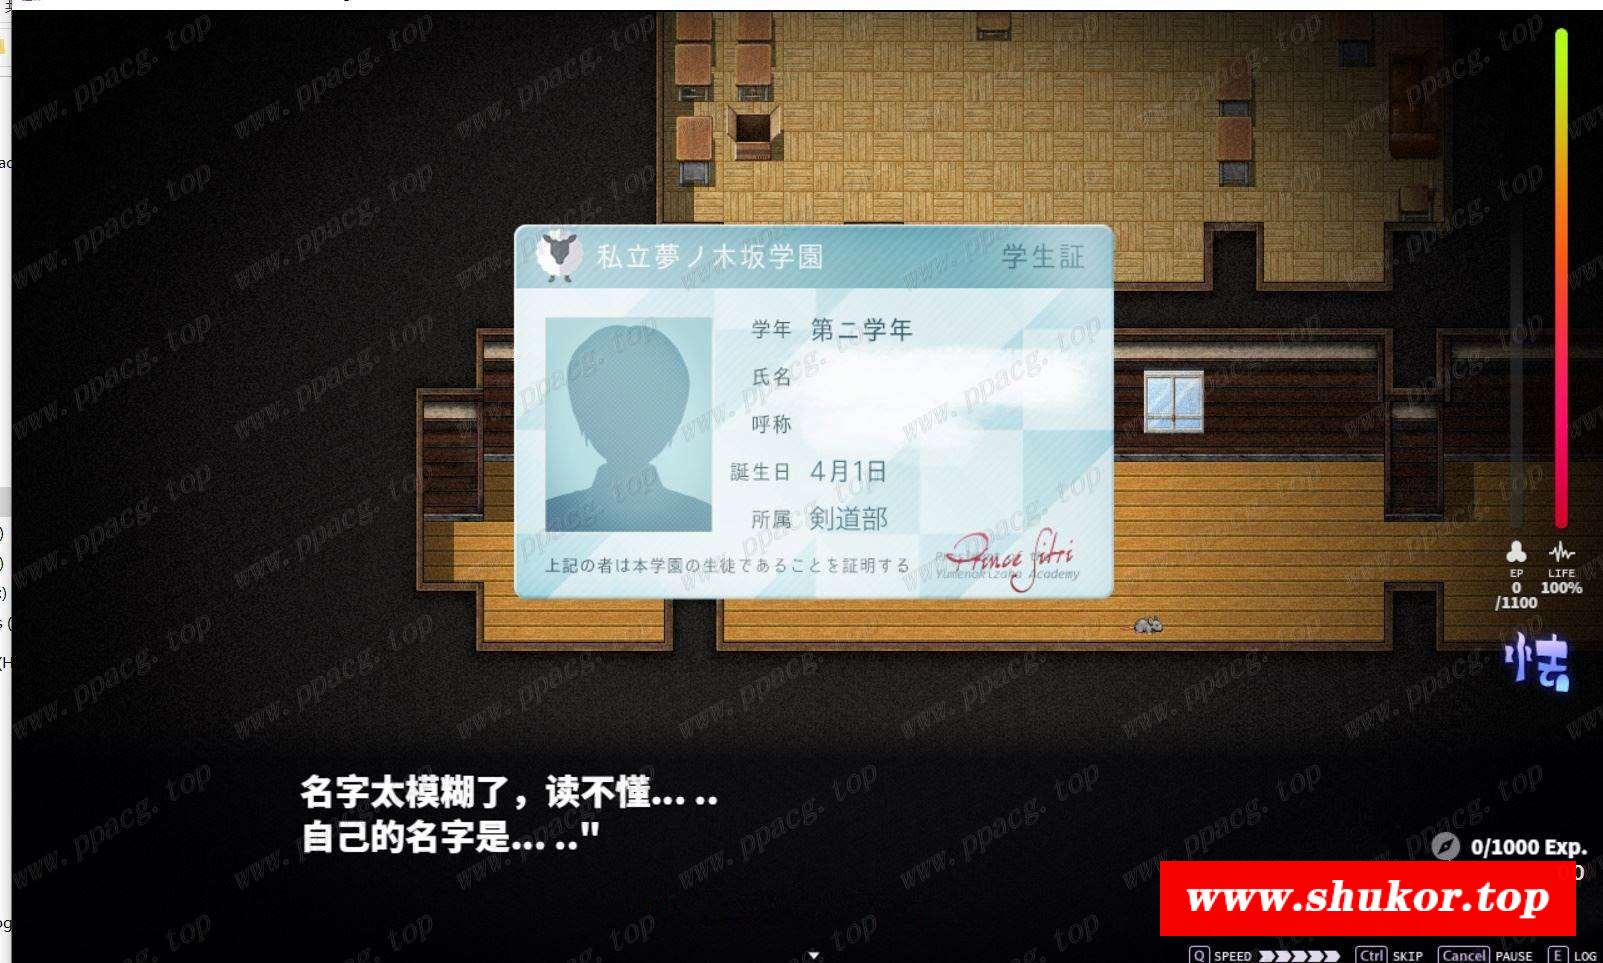 私立夢ノ木坂学園 学生証
学年 第二学年
氏名
呼称
誕生日 4月1日
所属 剣道部
上記の者は本学園の生徒であることを証明する
Prince Sitri
Yumenokizaka Academy
EP
0
/1100
LIFE
100%
怯
名字太模糊了，读不懂... ..
自己的名字是... .."
0/1000 Exp.
www.shukor.top
Q SPEED Ctrl SKIP Cancel PAUSE E LOG
www.ppacg.top